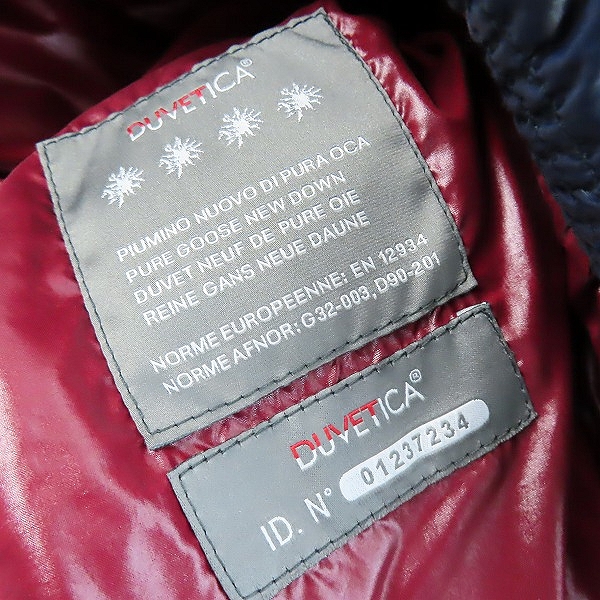 DUVETICA®
PIUMINO NUOVO DI PURA OCA
PURE GOOSE NEW DOWN
DUVET NEUF DE PURE OIE
REINE GANS NEUE DAUNE
NORME EUROPEENNE: EN 12934
NORME AFNOR: G32-003, D90-201
DUVETICA®
ID. N° 01237234